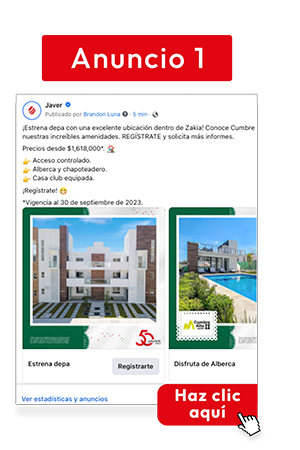 Anuncio 1
Javer
Publicado por Brandon Luna · 5 min ·
¡Estrena depa con una excelente ubicación dentro de Zakia! Conoce Cumbre
nuestras increíbles amenidades. REGÍSTRATE y solicita más informes.
Precios desde $1,618,000*.
Acceso controlado.
Alberca y chapoteadero.
Casa club equipada.
¡Regístrate!
*Vigencia al 30 de septiembre de 2023.
Cumbre
Alta
II
Estrena depa
Registrarte
Disfruta de Alberca
Ver estadísticas y anuncios
Haz clic
aquí